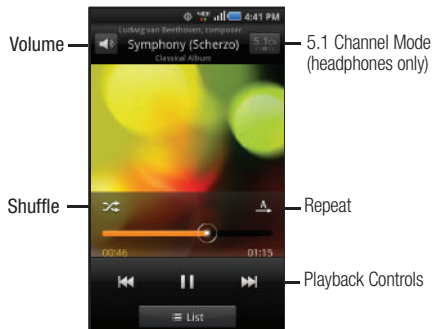 4:41 PM
Ludwig van Beethoven, composer
Volume
Symphony (Scherzo)
5.1CH
5.1 Channel Mode
(headphones only)
Classical Album
Shuffle
A
Repeat
00:46
01:15
Playback Controls
List